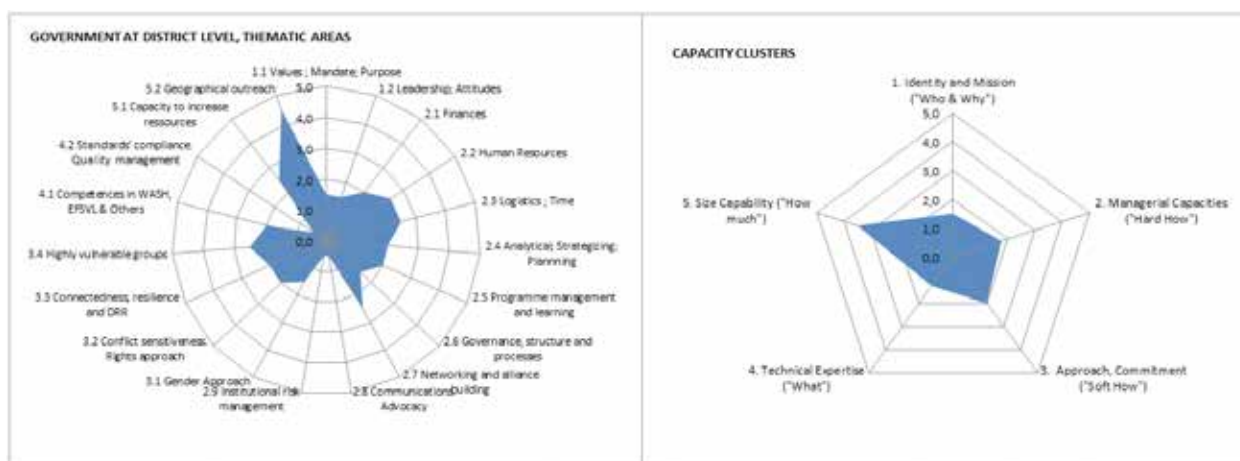 GOVERNMENT AT DISTRICT LEVEL, THEMATIC AREAS
1.1 Values ; Mandate; Purpose
5.2 Geographical outreach
5,0
1.2 Leadership; Attitudes
5.1 Capacity to increase
ressources
4,0
2.1 Finances
4.2 Standards' compliance
Quality management
3,0
2.2 Human Resources
2,0
4.1 Competences in WASH,
EFSVL & Others
1,0
2.3 Logistics ; Time
0,0
3.4 Highly vulnerable groups
2.4 Analytical; Strategizing;
Plannning
3.3 Connectedness, resilience
and DRR
2.5 Programme management
and learning
3.2 Conflict sensitiveness
Rights approach
2.6 Governance, structure and
processes
3.1 Gender Approach
2.7 Networking and alliance
building
2.9 Institutional risk
management
2.8 Communications
Advocacy
CAPACITY CLUSTERS
1. Identity and Mission
("Who & Why")
5,0
4,0
3,0
2,0
1,0
0,0
5. Size Capability ("How
much")
2. Managerial Capacities
("Hard How")
4. Technical Expertise
("What")
3. Approach, Commitment
("Soft How")